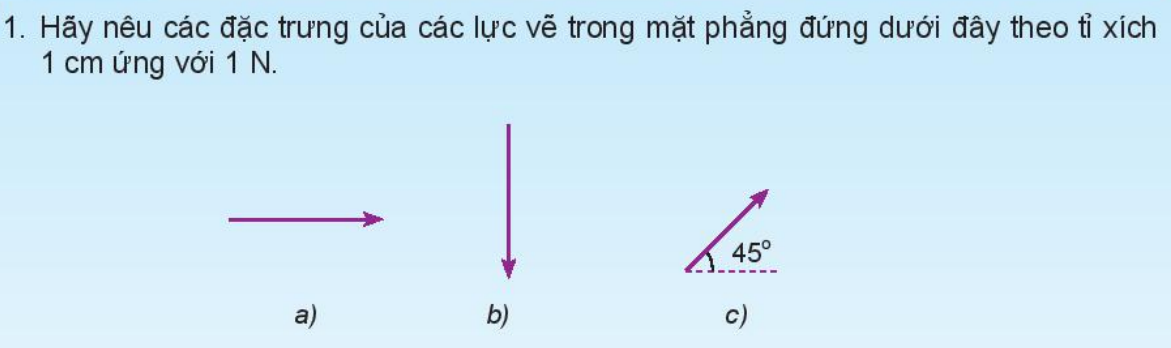 1. Hãy nêu các đặc trưng của các lực vẽ trong mặt phẳng đứng dưới đây theo tỉ xích
1 cm ứng với 1 N.
45°
a)
b)
c)